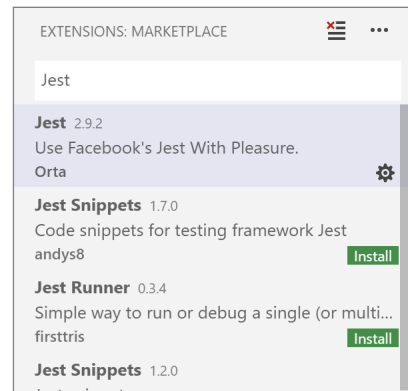 EXTENSIONS: MARKETPLACE
Jest
Jest 2.9.2
Use Facebook's Jest With Pleasure.
Orta
Jest Snippets 1.7.0
Code snippets for testing framework Jest
andys8 Install
Jest Runner 0.3.4
Simple way to run or debug a single (or multi...
firsttris Install
Jest Snippets 1.2.0